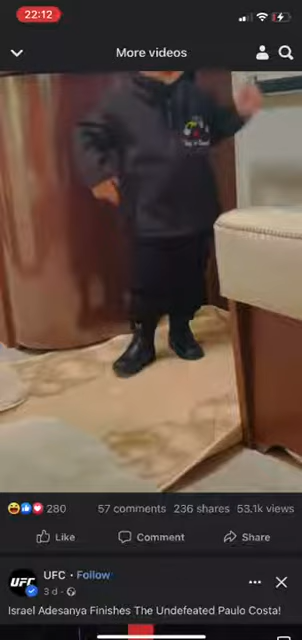 22:12
More videos
280 57 comments 236 shares 53.1k views
Like Comment Share
UFC UFC · Follow
3 d ·
Israel Adesanya Finishes The Undefeated Paulo Costa!